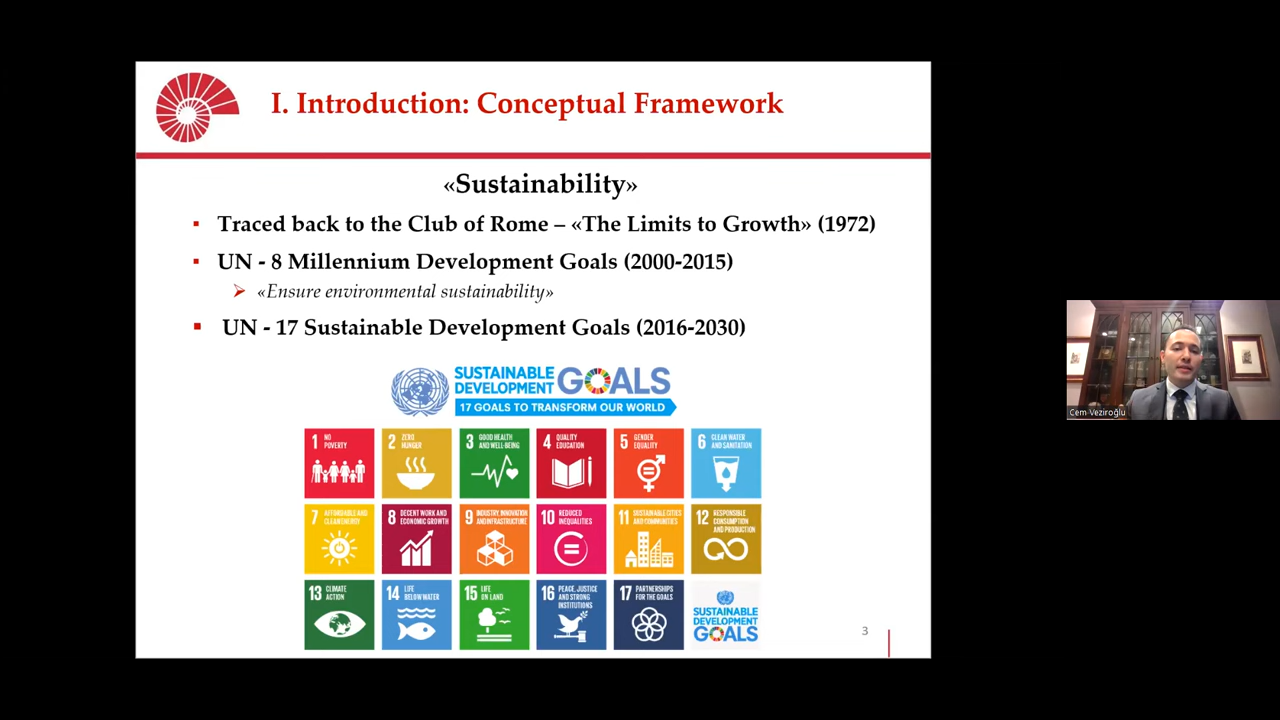 I. Introduction: Conceptual Framework
«Sustainability»
▪ Traced back to the Club of Rome – «The Limits to Growth» (1972)
▪ UN - 8 Millennium Development Goals (2000-2015)
➢ «Ensure environmental sustainability»
▪ UN - 17 Sustainable Development Goals (2016-2030)
SUSTAINABLE
DEVELOPMENT GOALS
17 GOALS TO TRANSFORM OUR WORLD
1 NO
POVERTY
2 ZERO
HUNGER
3 GOOD HEALTH
AND WELL-BEING
4 QUALITY
EDUCATION
5 GENDER
EQUALITY
6 CLEAN WATER
AND SANITATION
7 AFFORDABLE AND
CLEAN ENERGY
8 DECENT WORK AND
ECONOMIC GROWTH
9 INDUSTRY, INNOVATION
AND INFRASTRUCTURE
10 REDUCED
INEQUALITIES
11 SUSTAINABLE CITIES
AND COMMUNITIES
12 RESPONSIBLE
CONSUMPTION
AND PRODUCTION
13 CLIMATE
ACTION
14 LIFE
BELOW WATER
15 LIFE
ON LAND
16 PEACE, JUSTICE
AND STRONG
INSTITUTIONS
17 PARTNERSHIPS
FOR THE GOALS
SUSTAINABLE
DEVELOPMENT
GOALS
3
Cem Veziroğlu